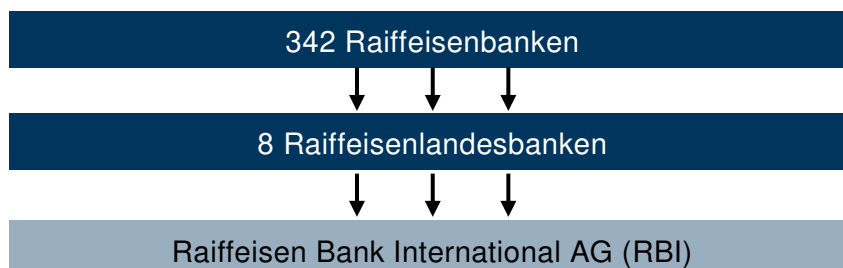 342 Raiffeisenbanken
8 Raiffeisenlandesbanken
Raiffeisen Bank International AG (RBI)